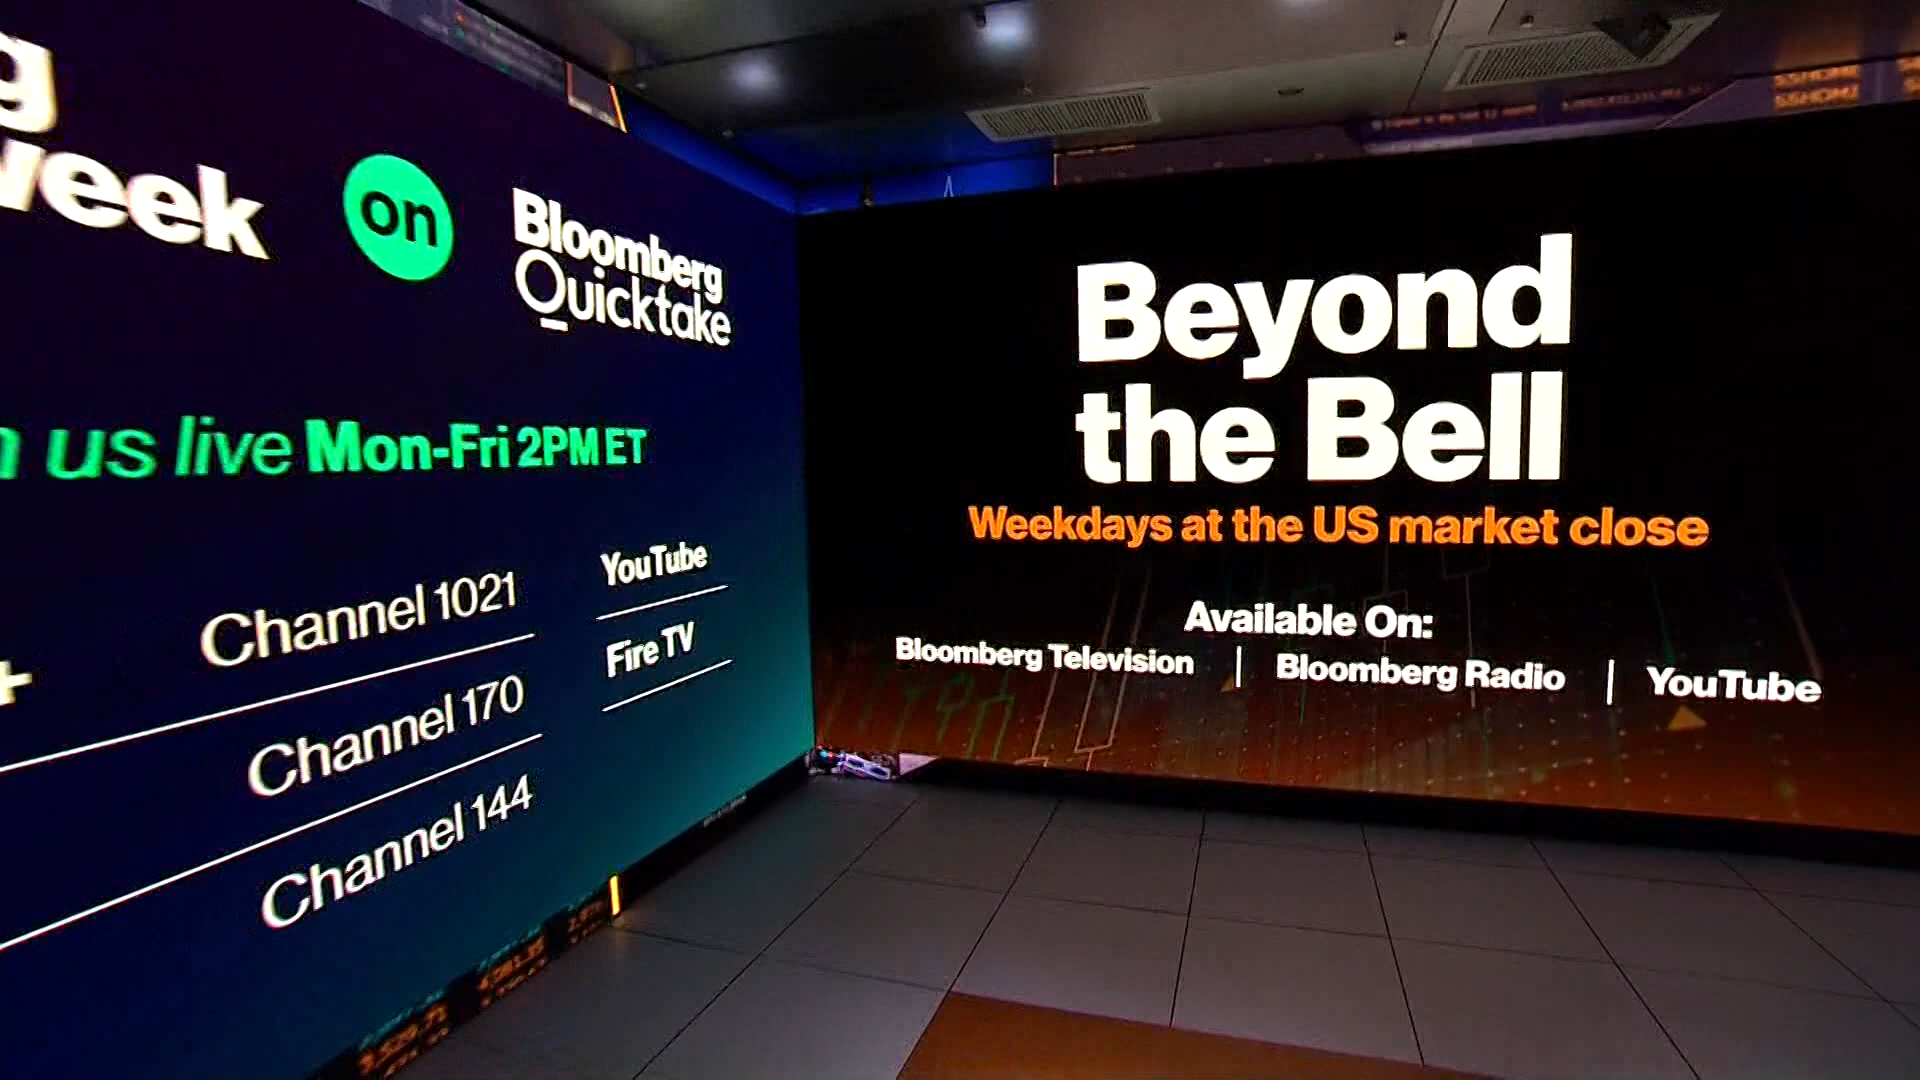 g
week
on
Bloomberg
Quicktake
us live Mon-Fri 2PM ET
Channel 1021
+
Channel 170
Channel 144
YouTube
Fire TV
Beyond
the Bell
Weekdays at the US market close
Available On:
Bloomberg Television | Bloomberg Radio | YouTube